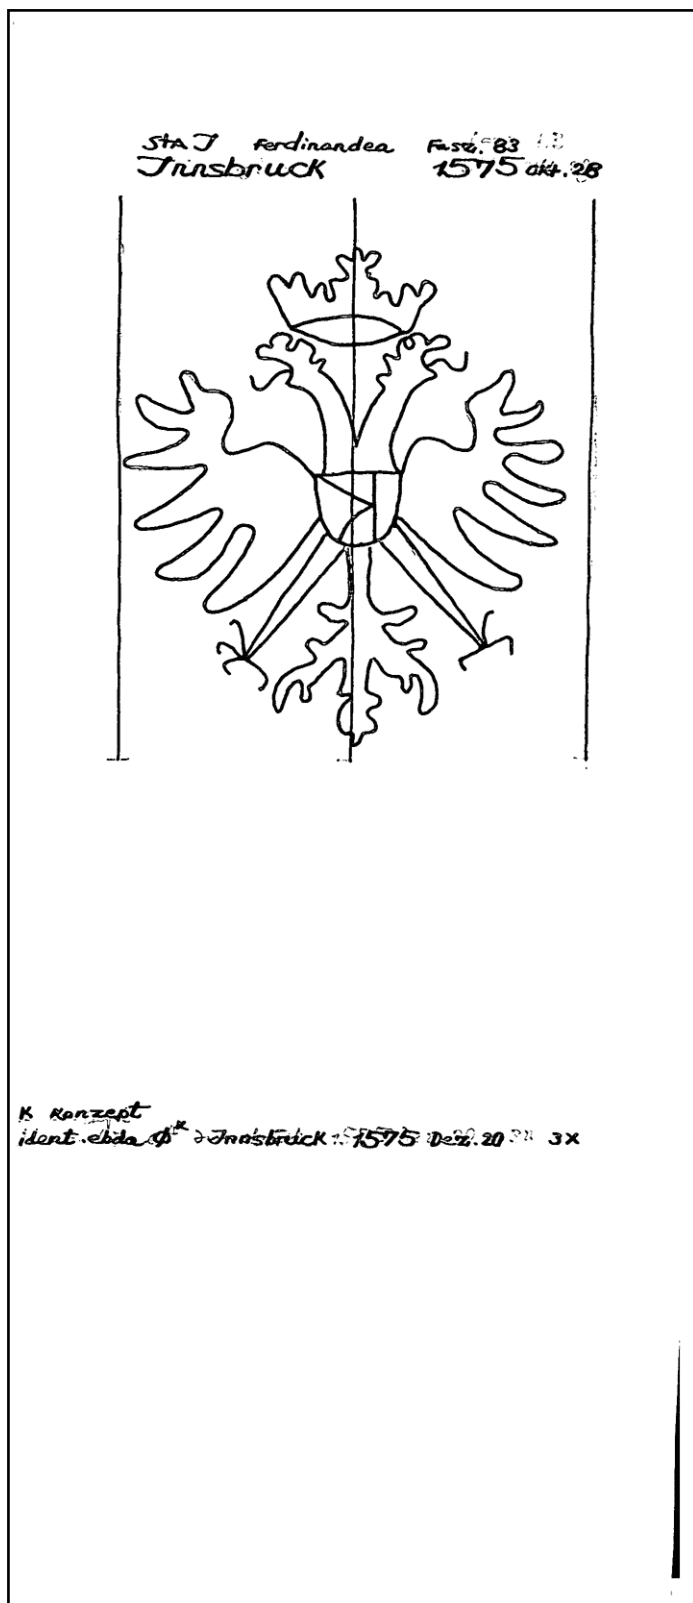 StA J Ferdinandea Fasz. 83
Innsbruck 1575 Okt. 28
K Konzept
ident. ebda Innsbruck 1575 Dez. 20 3x